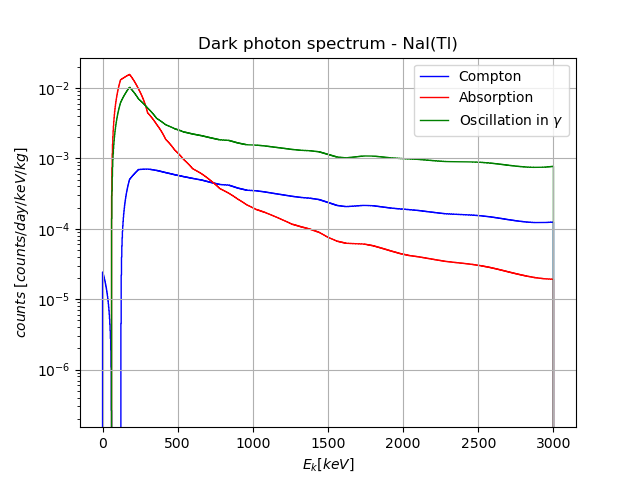 Dark photon spectrum - NaI(Tl)
Compton
Absorption
Oscillation in γ
counts [counts/day/keV/kg]
10⁻²
10⁻³
10⁻⁴
10⁻⁵
10⁻⁶
0 500 1000 1500 2000 2500 3000
E_k[keV]